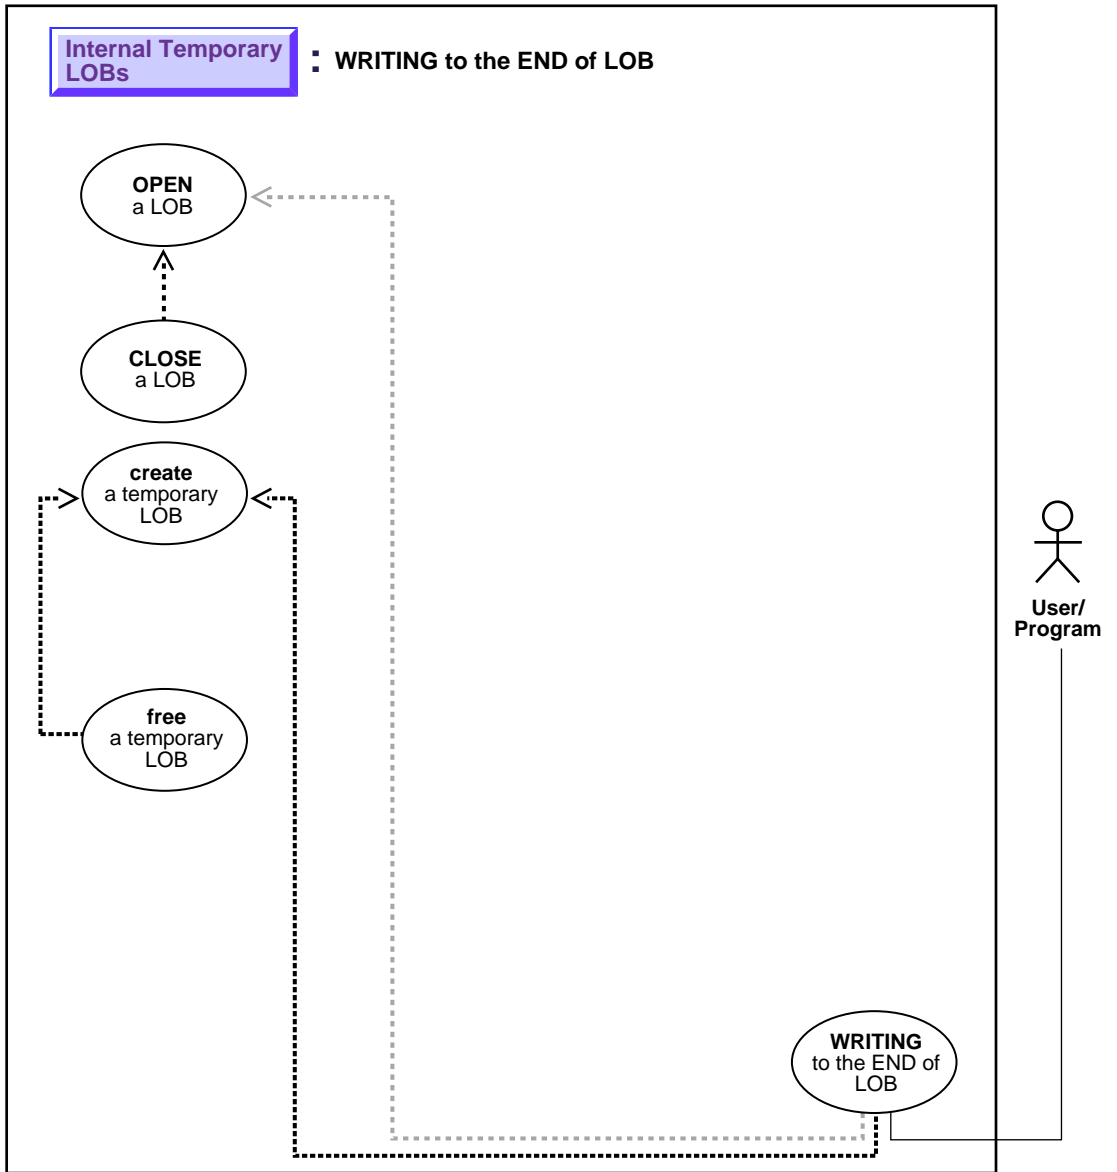 Internal Temporary
LOBs
: WRITING to the END of LOB
OPEN
a LOB
CLOSE
a LOB
create
a temporary
LOB
User/
Program
free
a temporary
LOB
WRITING
to the END of
LOB